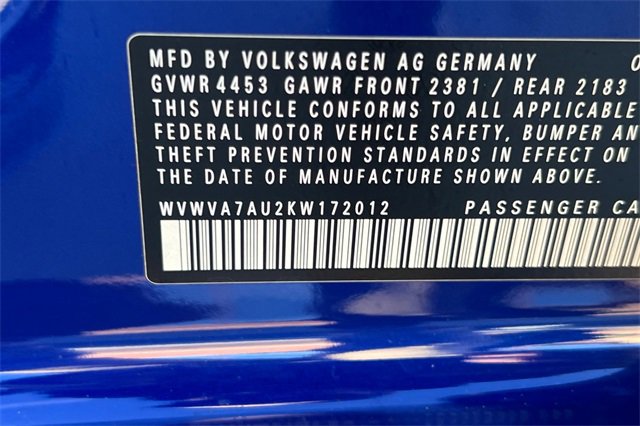 MFD BY VOLKSWAGEN AG GERMANY
GVWR 4453 GAWR FRONT 2381 / REAR 2183
THIS VEHICLE CONFORMS TO ALL APPLICABLE
FEDERAL MOTOR VEHICLE SAFETY, BUMPER AN
THEFT PREVENTION STANDARDS IN EFFECT ON
THE DATE OF MANUFACTURE SHOWN ABOVE.
WVWVA7AU2KW172012 PASSENGER CA